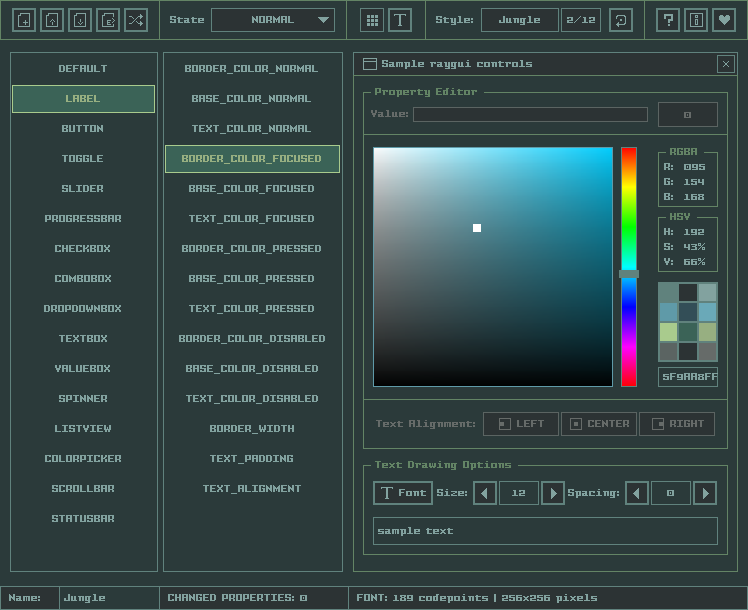 State NORMAL T Style: Jungle 2/12 ?
DEFAULT
LABEL
BUTTON
TOGGLE
SLIDER
PROGRESSBAR
CHECKBOX
COMBOBOX
DROPDOWNBOX
TEXTBOX
VALUEBOX
SPINNER
LISTVIEW
COLORPICKER
SCROLLBAR
STATUSBAR
BORDER_COLOR_NORMAL
BASE_COLOR_NORMAL
TEXT_COLOR_NORMAL
BORDER_COLOR_FOCUSED
BASE_COLOR_FOCUSED
TEXT_COLOR_FOCUSED
BORDER_COLOR_PRESSED
BASE_COLOR_PRESSED
TEXT_COLOR_PRESSED
BORDER_COLOR_DISABLED
BASE_COLOR_DISABLED
TEXT_COLOR_DISABLED
BORDER_WIDTH
TEXT_PADDING
TEXT_ALIGNMENT
Sample raygui controls
Property Editor
Value: 0
RGBA
R: 095
G: 154
B: 168
HSV
H: 192
S: 43%
V: 66%
5F9AA8FF
Text Alignment: LEFT CENTER RIGHT
Text Drawing Options
T Font Size: 12 Spacing: 0
sample text
Name: Jungle CHANGED PROPERTIES: 0 FONT: 189 codepoints | 256x256 pixels